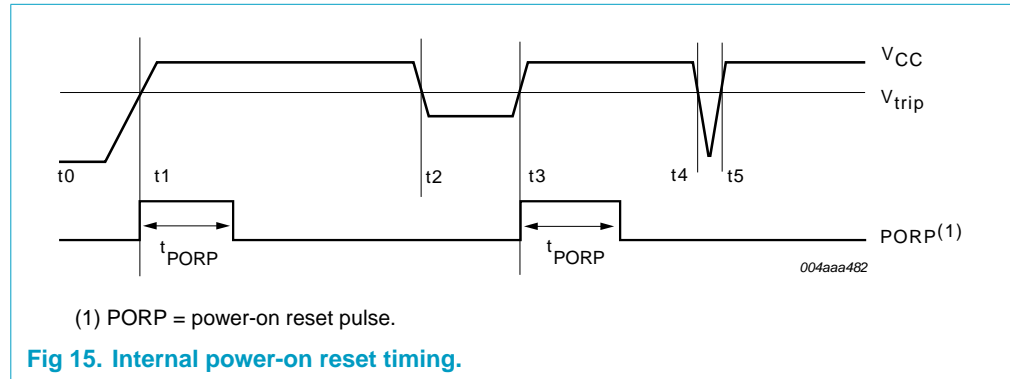 VCC
Vtrip
t0 t1 t2 t3 t4 t5
PORP(1)
tPORP tPORP
004aaa482
(1) PORP = power-on reset pulse.
Fig 15. Internal power-on reset timing.